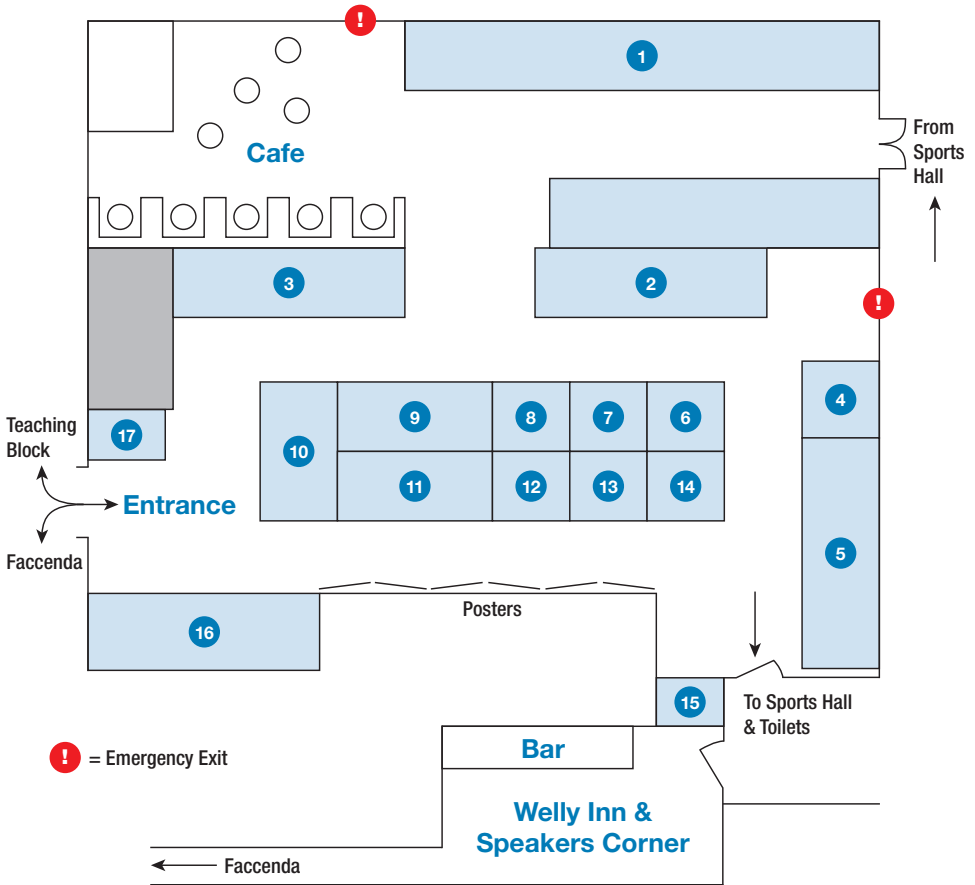 !
1
From
Sports
Hall
Cafe
3
2
!
4
9
8
7
6
Teaching
Block
17
10
11
12
13
14
Entrance
5
Faccenda
Posters
16
15
To Sports Hall
& Toilets
! = Emergency Exit
Bar
Welly Inn &
Speakers Corner
Faccenda